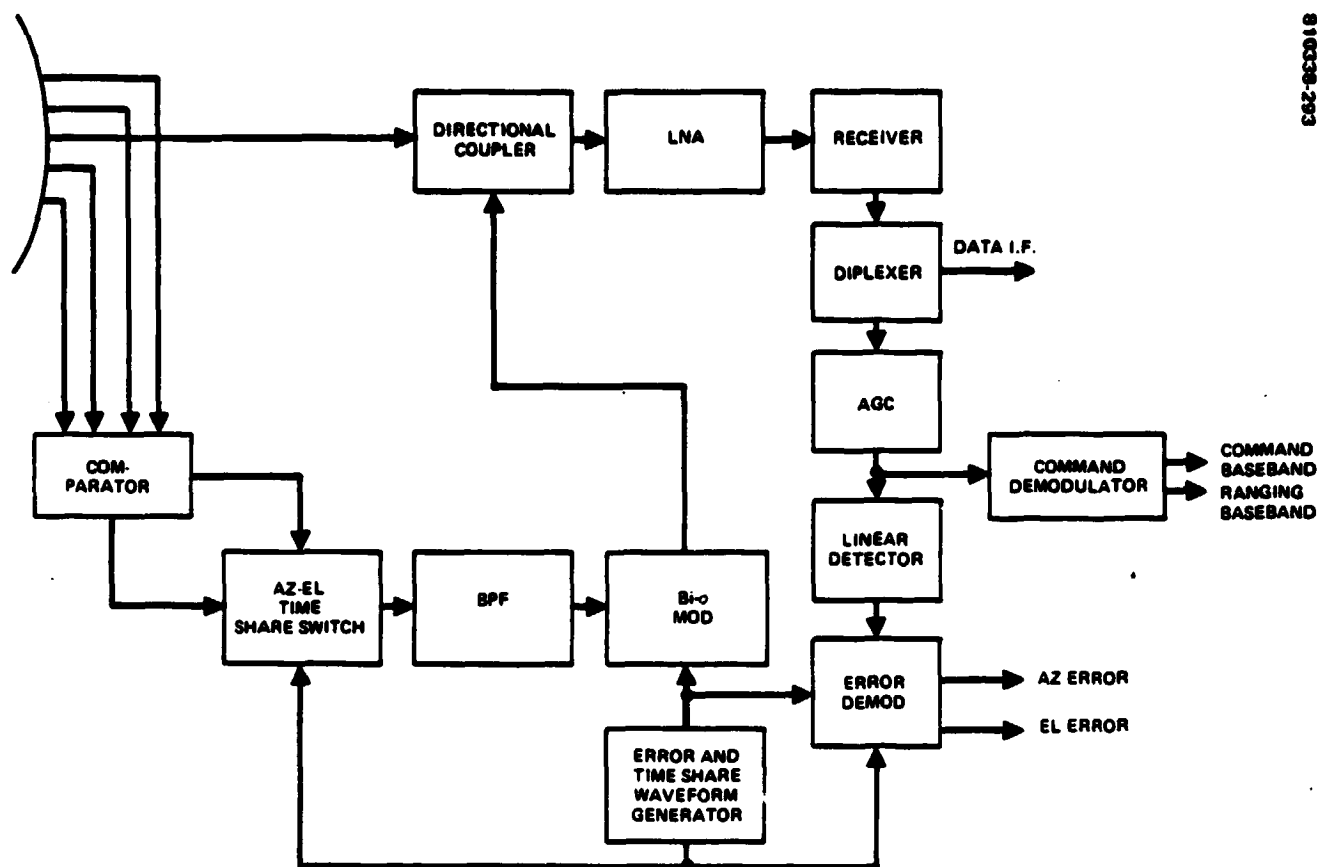 810338-293
DIRECTIONAL
COUPLER
LNA
RECEIVER
DIPLEXER
DATA I.F.
AGC
COM-
PARATOR
COMMAND
DEMODULATOR
COMMAND
BASEBAND
RANGING
BASEBAND
LINEAR
DETECTOR
AZ-EL
TIME
SHARE SWITCH
BPF
Bi-σ
MOD
ERROR
DEMOD
AZ ERROR
EL ERROR
ERROR AND
TIME SHARE
WAVEFORM
GENERATOR